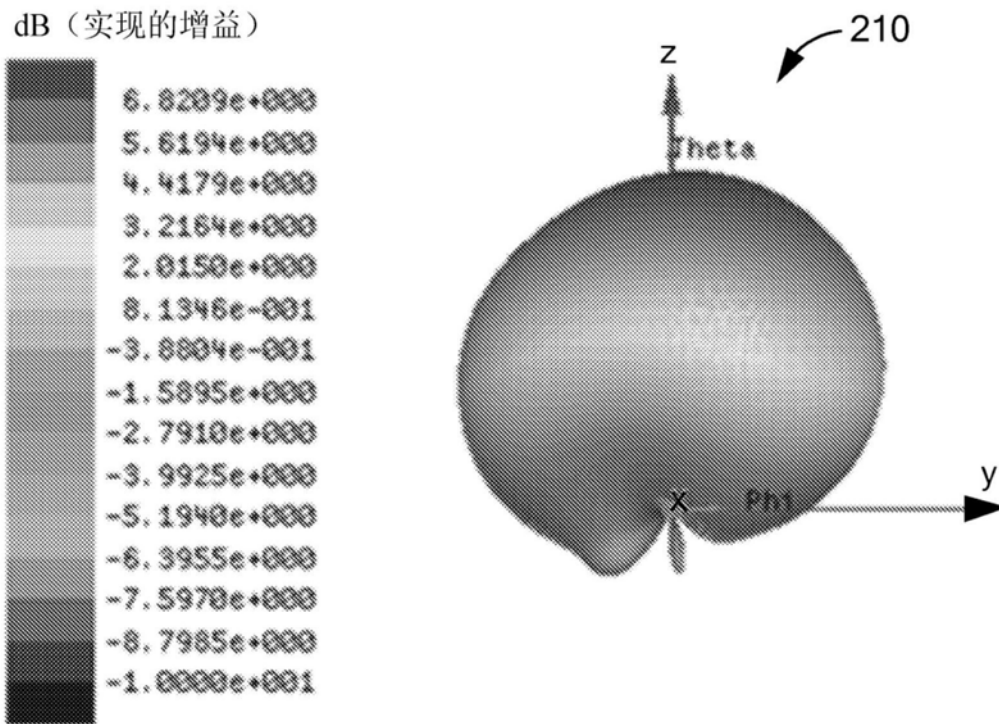 dB（实现的增益）
6.8209e+000
5.6194e+000
4.4179e+000
3.2164e+000
2.0150e+000
8.1346e-001
-3.8804e-001
-1.5895e+000
-2.7910e+000
-3.9925e+000
-5.1940e+000
-6.3955e+000
-7.5970e+000
-8.7985e+000
-1.0000e+001
210
z
Theta
X
Phi
y